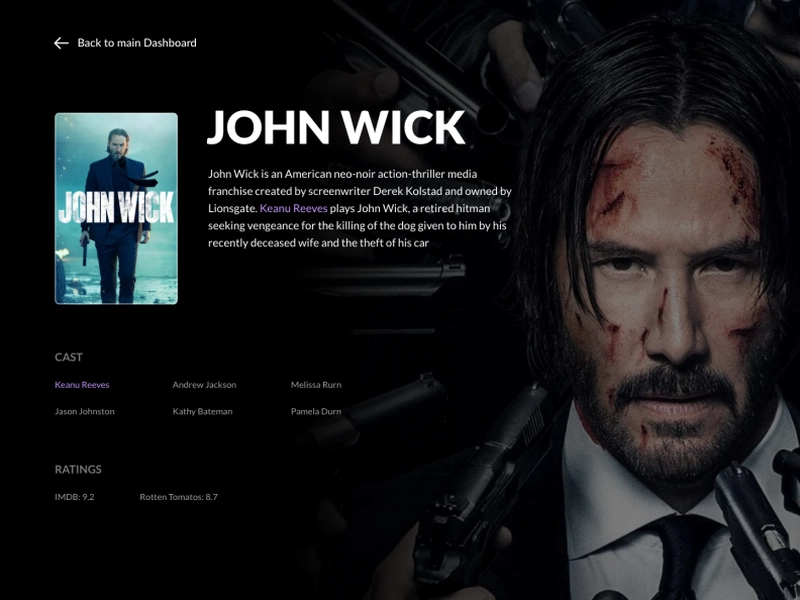 Back to main Dashboard
JOHN WICK
JOHN WICK
John Wick is an American neo-noir action-thriller media
franchise created by screenwriter Derek Kolstad and owned by
Lionsgate. Keanu Reeves plays John Wick, a retired hitman
seeking vengeance for the killing of the dog given to him by his
recently deceased wife and the theft of his car
CAST
Keanu Reeves Andrew Jackson Melissa Rurn
Jason Johnston Kathy Bateman Pamela Durn
RATINGS
IMDB: 9.2 Rotten Tomatos: 8.7